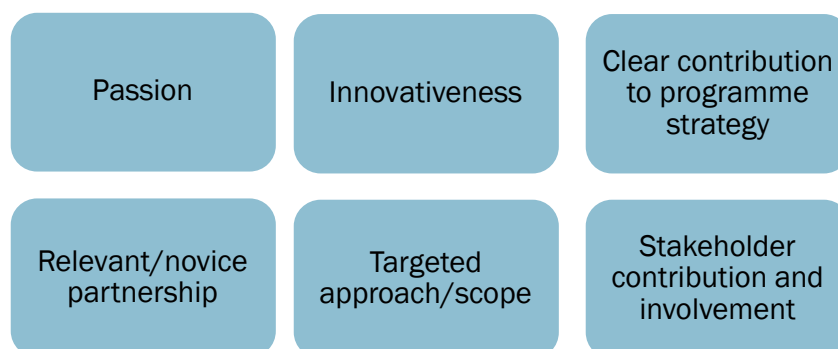 Passion
Innovativeness
Clear contribution
to programme
strategy
Relevant/novice
partnership
Targeted
approach/scope
Stakeholder
contribution and
involvement